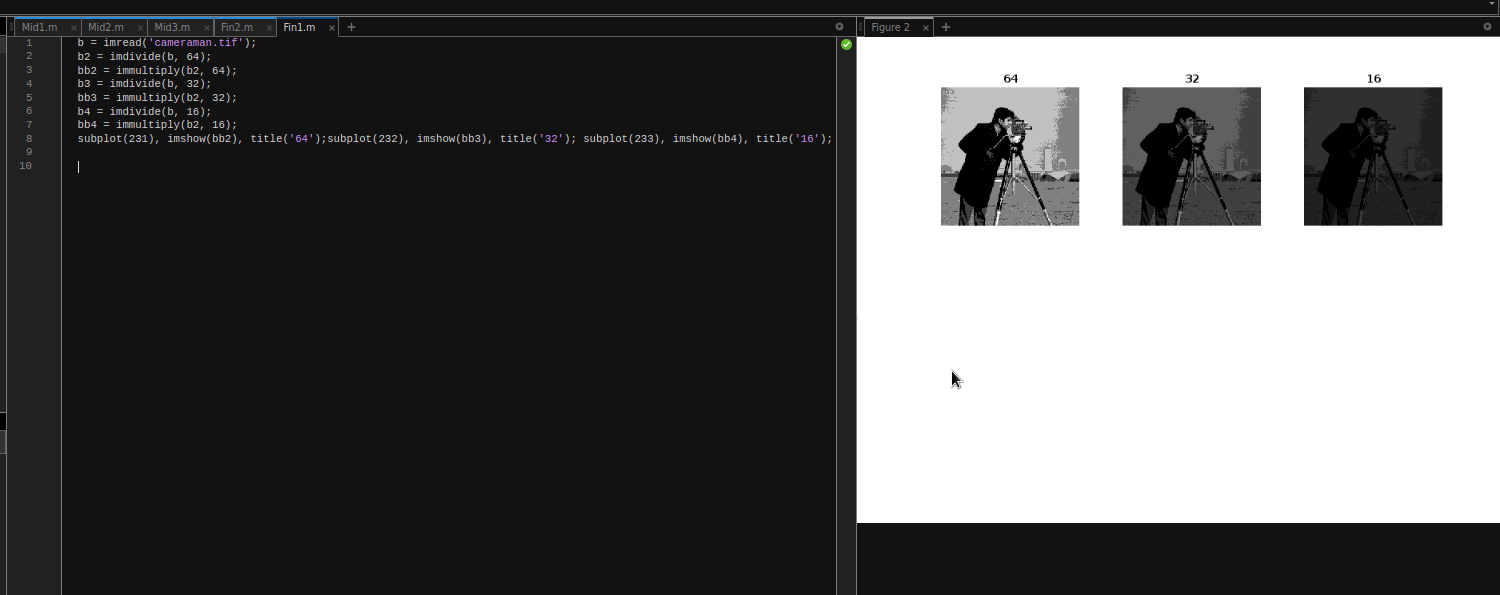 Mid1.m × Mid2.m × Mid3.m × Fin2.m × Fin1.m × +
1 b = imread('cameraman.tif');
2 b2 = imdivide(b, 64);
3 bb2 = immultiply(b2, 64);
4 b3 = imdivide(b, 32);
5 bb3 = immultiply(b2, 32);
6 b4 = imdivide(b, 16);
7 bb4 = immultiply(b2, 16);
8 subplot(231), imshow(bb2), title('64');subplot(232), imshow(bb3), title('32'); subplot(233), imshow(bb4), title('16');
9
10
Figure 2 × +
64 32 16